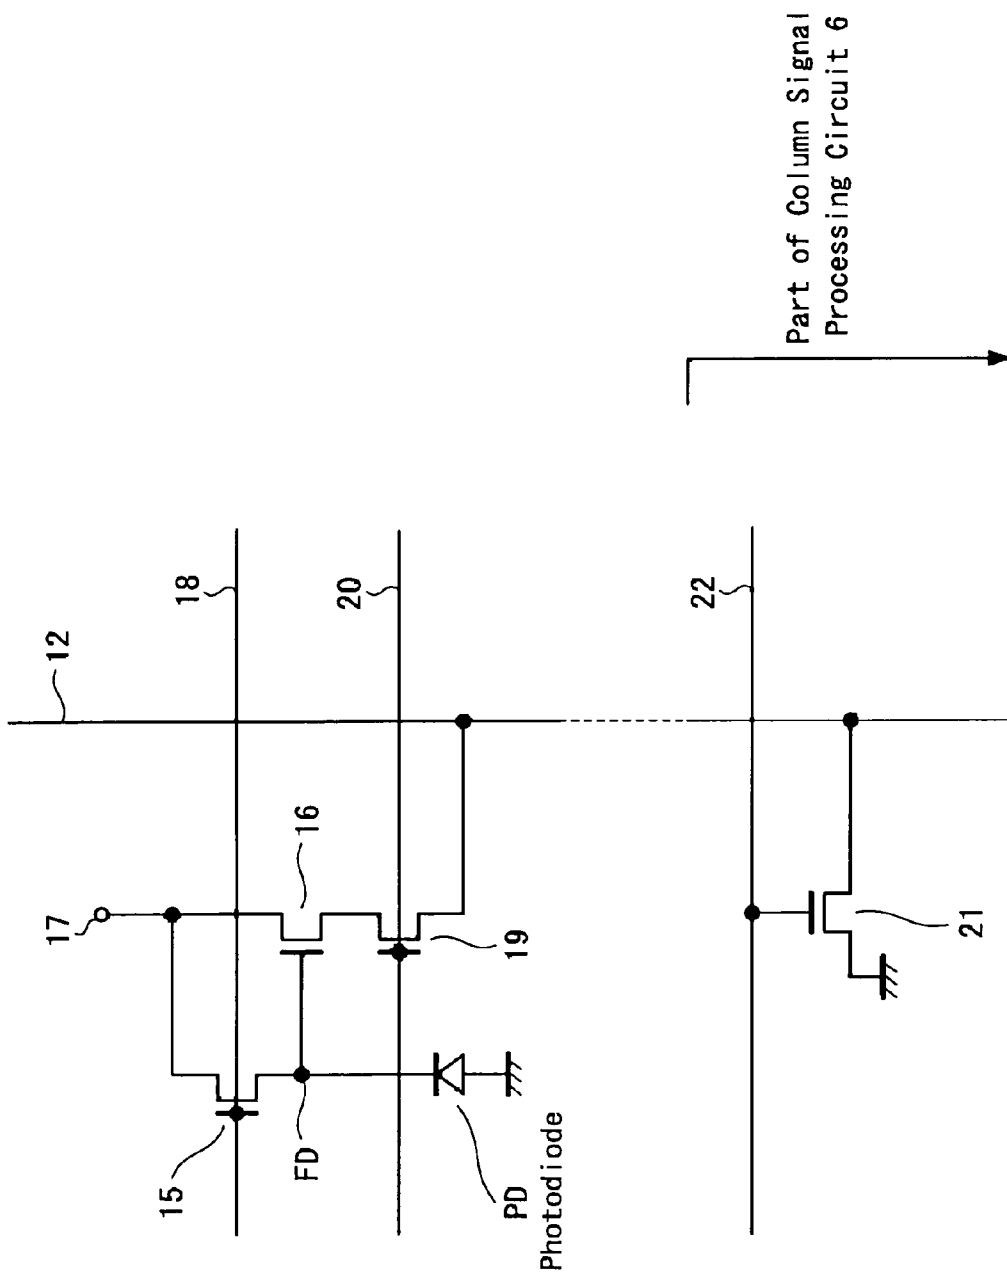 12
17
18
16
15
FD
20
19
PD
Photodiode
22
21
Part of Column Signal
Processing Circuit 6